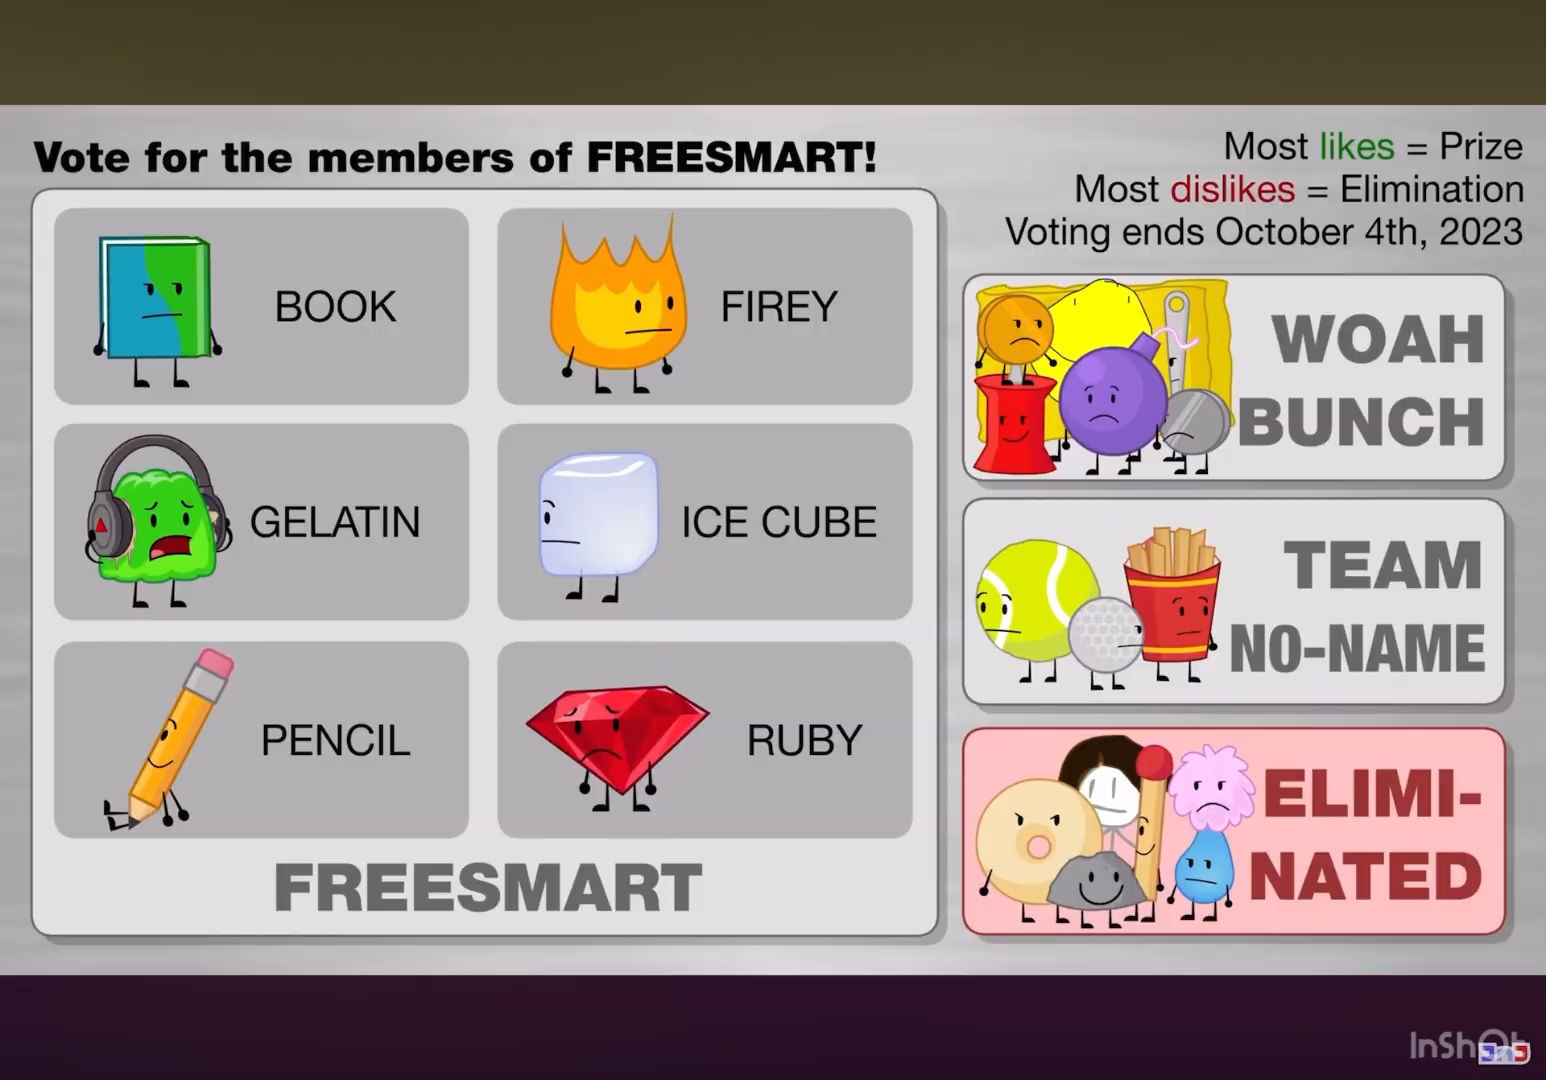 Vote for the members of FREESMART!
BOOK
FIREY
GELATIN
ICE CUBE
PENCIL
RUBY
FREESMART
Most likes = Prize
Most dislikes = Elimination
Voting ends October 4th, 2023
WOAH
BUNCH
TEAM
NO-NAME
ELIMI-
NATED